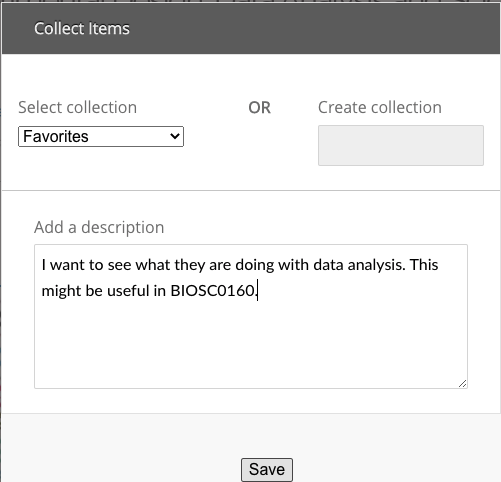 Collect Items
Select collection OR Create collection
Favorites
Add a description
I want to see what they are doing with data analysis. This
might be useful in BIOSC0160.
Save